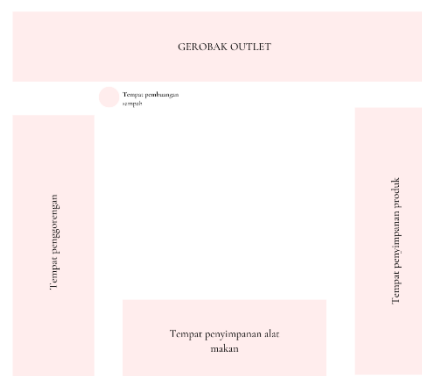 GEROBAK OUTLET
Tempat pembuangan
sampah
Tempat penggorengan
Tempat penyimpanan produk
Tempat penyimpanan alat
makan